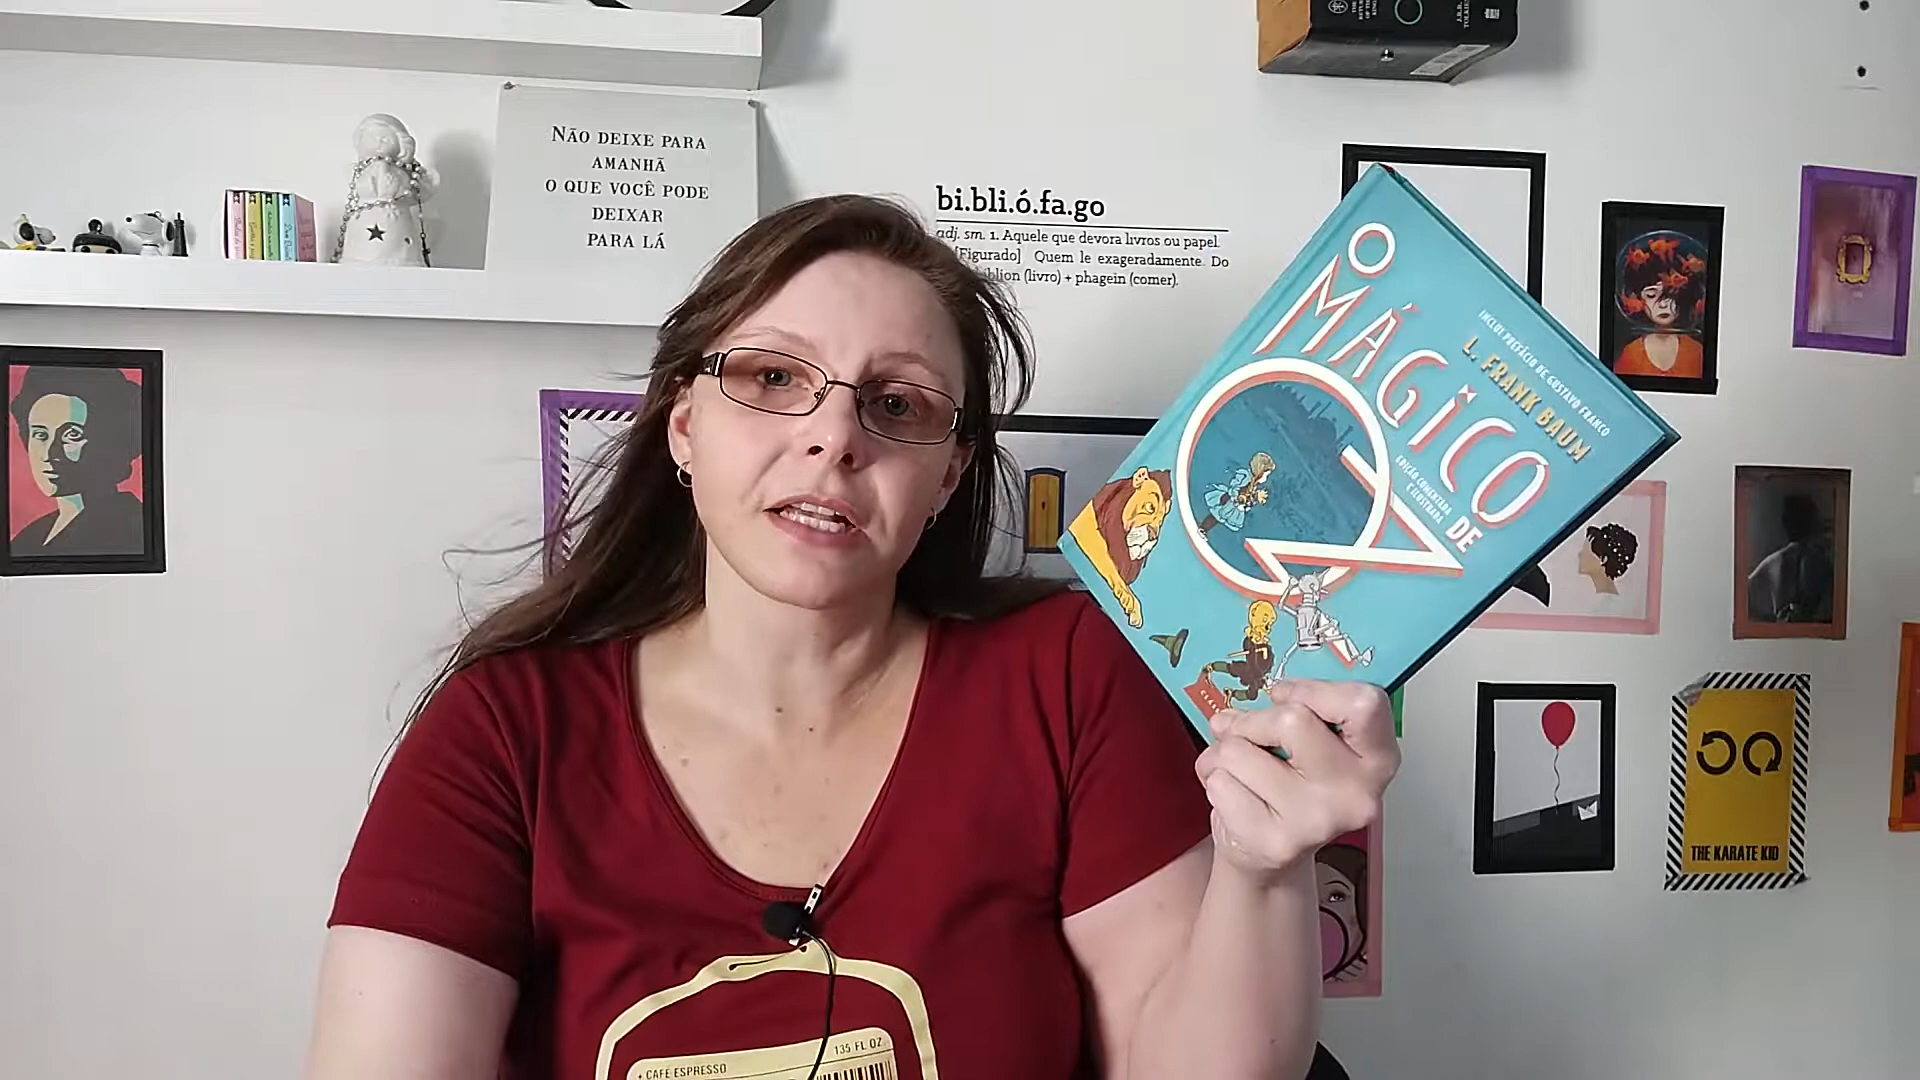 NÃO DEIXE PARA
AMANHÃ
O QUE VOCÊ PODE
DEIXAR
PARA LÁ
bi.bli.ó.fa.go
adj. sm. 1. Aquele que devora livros ou papel.
[Figurado] Quem le exageradamente. Do
(livro) + phagein (comer).
J.R.R. TOLKIEN
O
MÁGICO
DE
OZ
INCLUI PREFÁCIO DE GUSTAVO FRANCO
L. FRANK BAUM
EDIÇÃO COMENTADA
E ILUSTRADA
THE KARATE KID
135 FL OZ
+ CAFÉ ESPRESSO